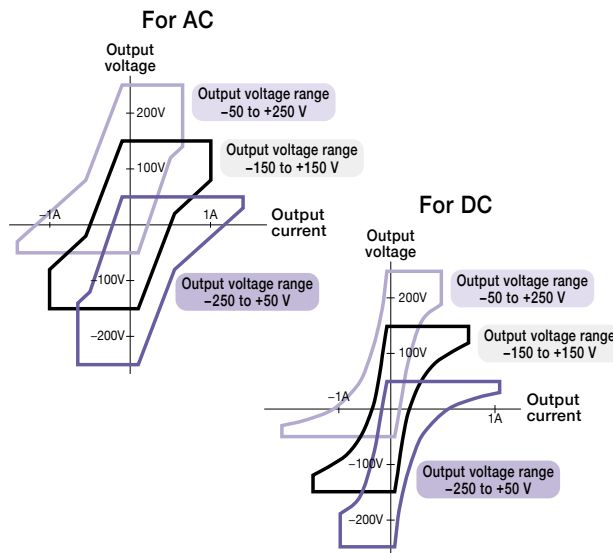 For AC
Output
voltage
200V
100V
−1A
1A
−100V
−200V
Output voltage range
−50 to +250 V
Output voltage range
−150 to +150 V
Output
current
Output voltage range
−250 to +50 V
For DC
Output
voltage
200V
100V
−1A
1A
−100V
−200V
Output voltage range
−50 to +250 V
Output voltage range
−150 to +150 V
Output
current
Output voltage range
−250 to +50 V